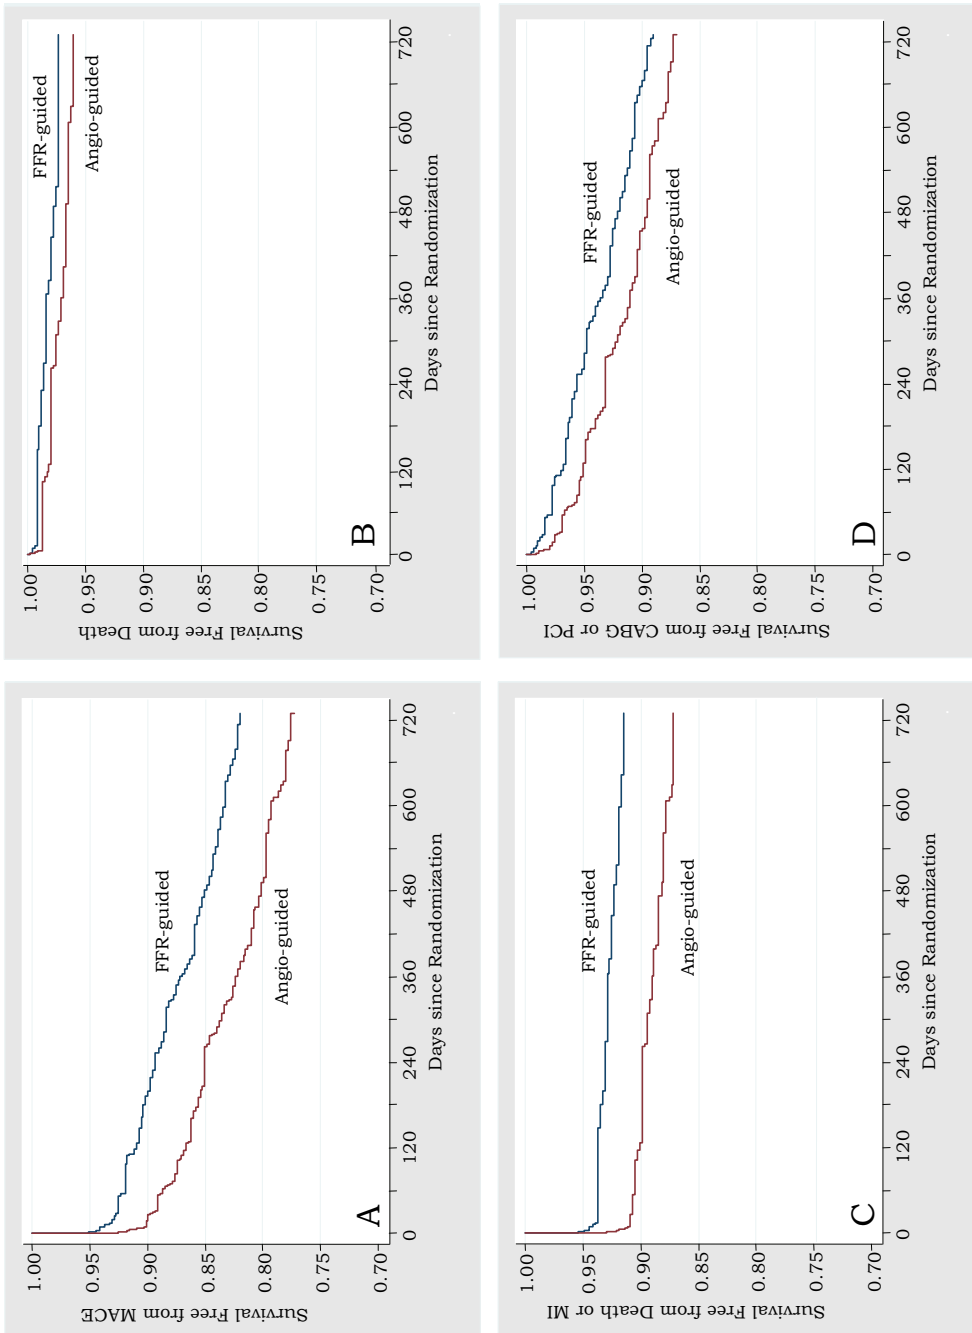 Survival Free from MACE
1.00
0.95
0.90
0.85
0.80
0.75
0.70
FFR-guided
Angio-guided
A
0
120
240
360
480
600
720
Days since Randomization
Survival Free from Death
1.00
0.95
0.90
0.85
0.80
0.75
0.70
FFR-guided
Angio-guided
B
0
120
240
360
480
600
720
Days since Randomization
Survival Free from Death or MI
1.00
0.95
0.90
0.85
0.80
0.75
0.70
FFR-guided
Angio-guided
C
0
120
240
360
480
600
720
Days since Randomization
Survival Free from CABG or PCI
1.00
0.95
0.90
0.85
0.80
0.75
0.70
FFR-guided
Angio-guided
D
0
120
240
360
480
600
720
Days since Randomization